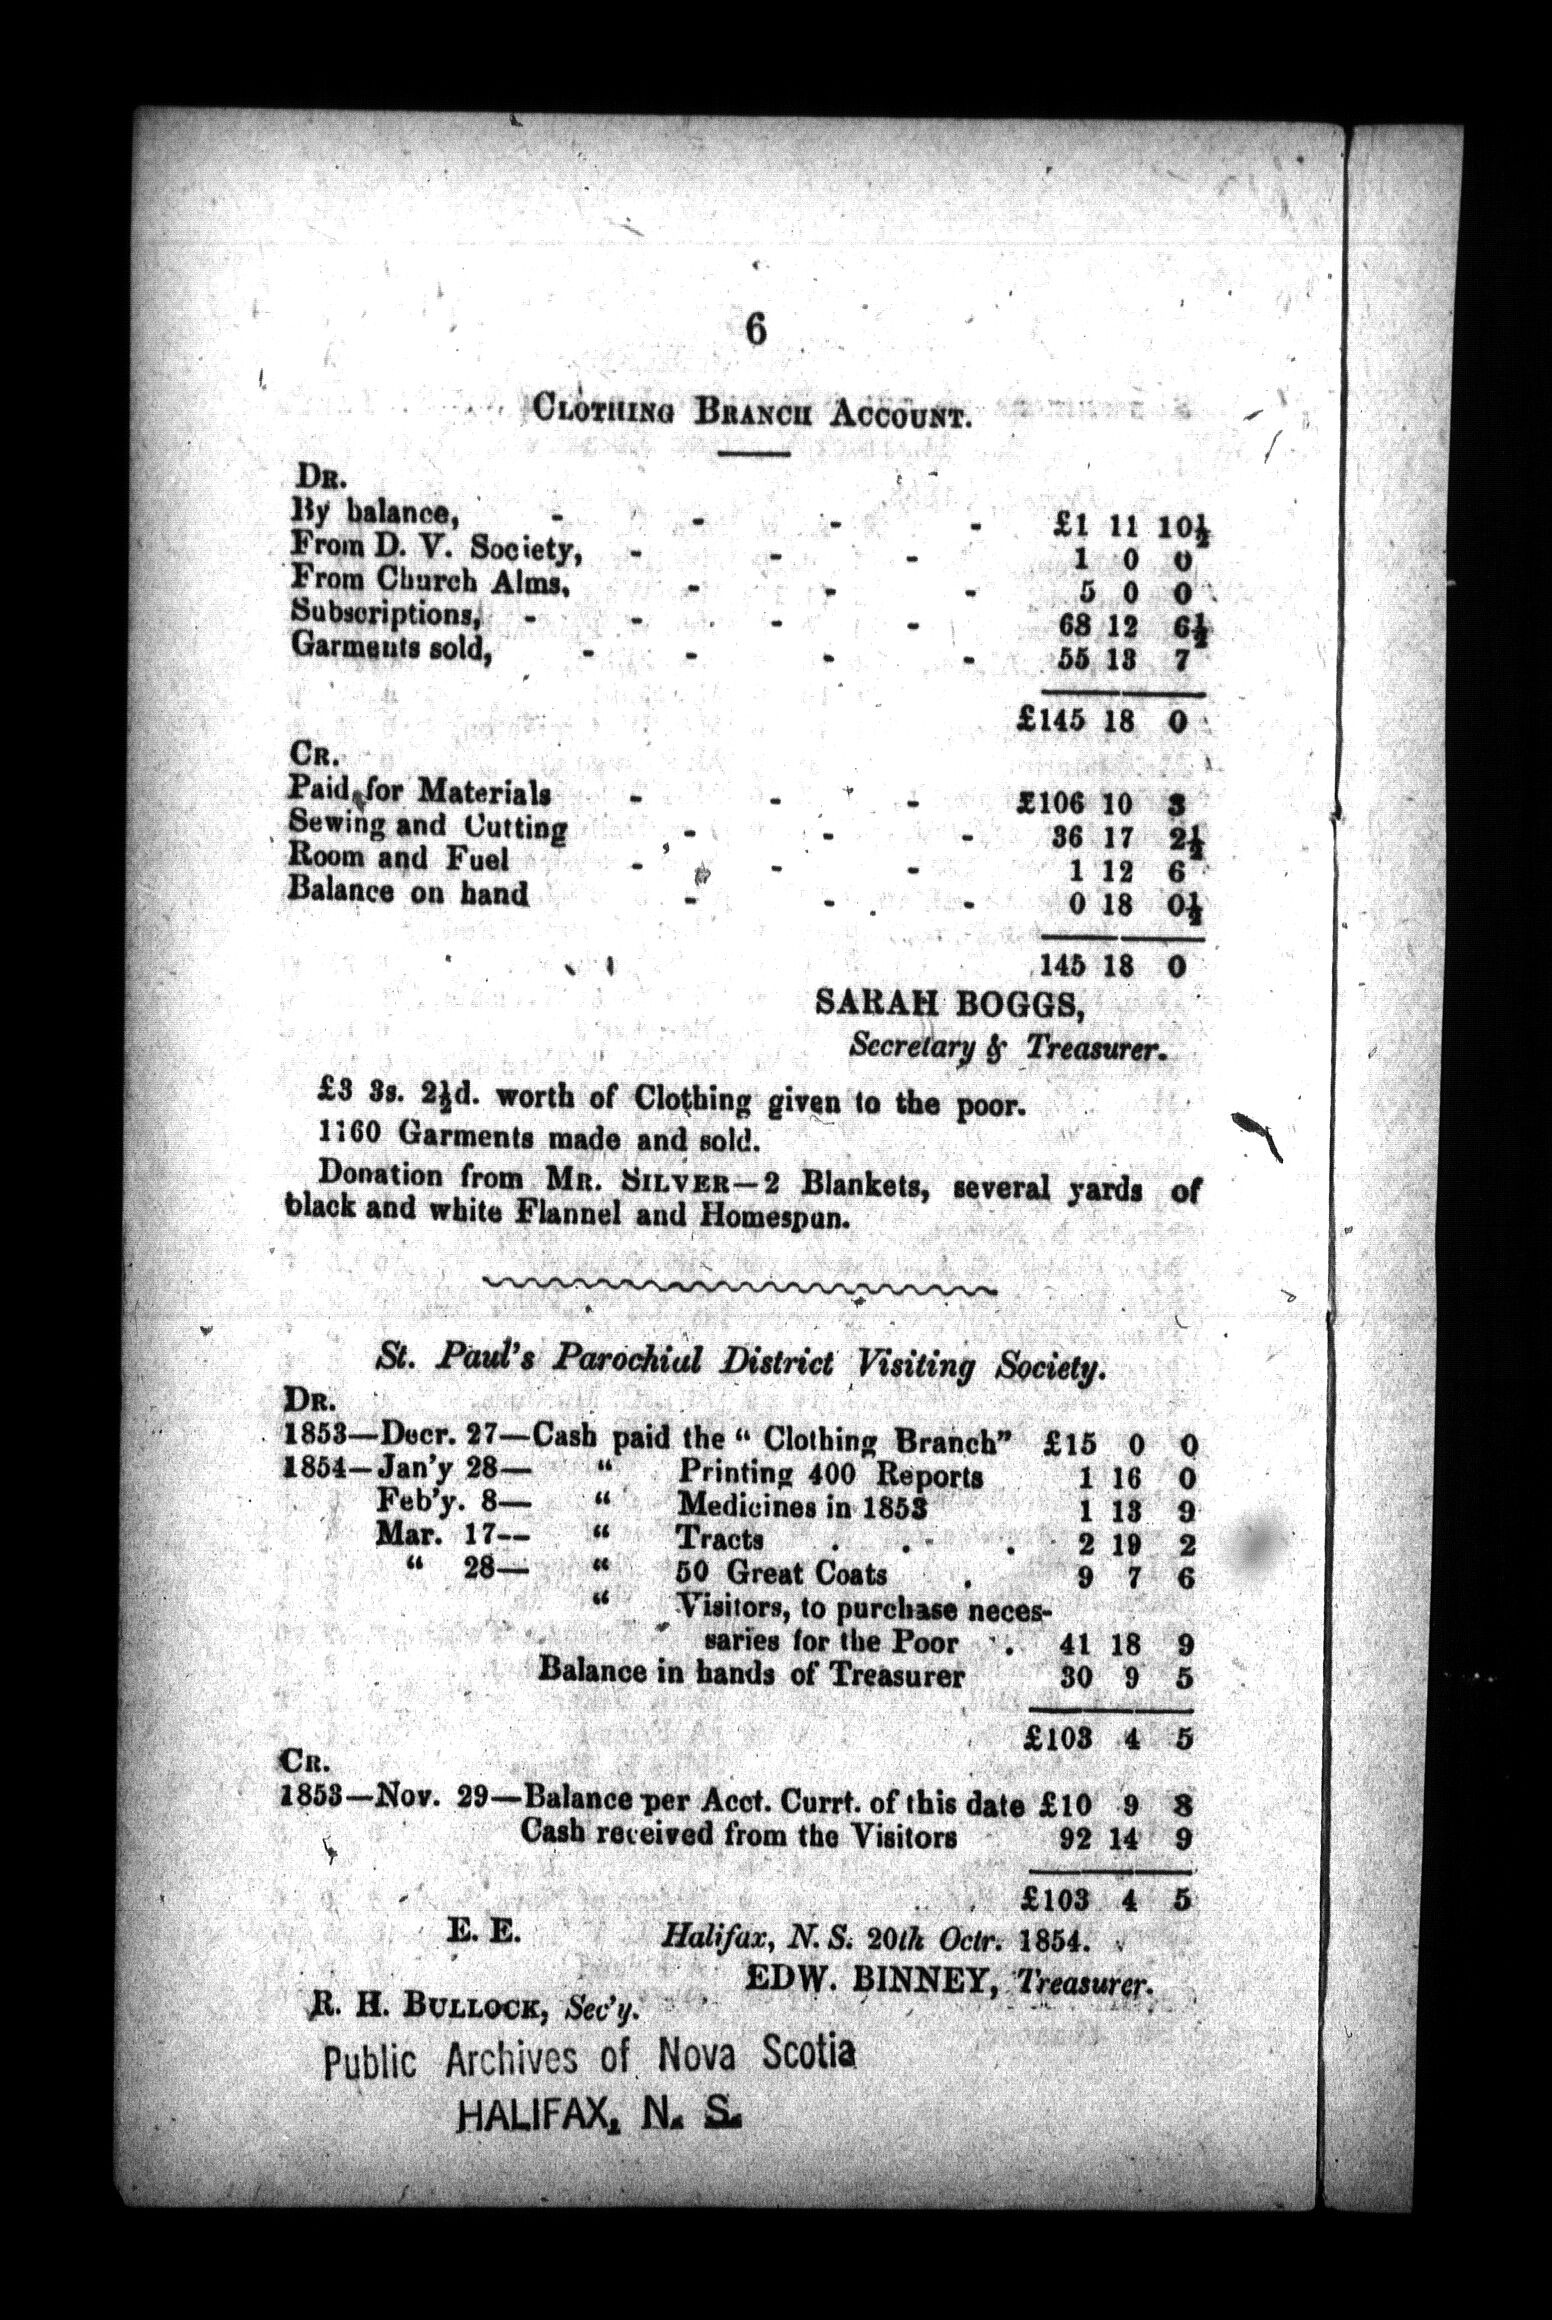 6
CLOTHING BRANCH ACCOUNT.
DR.
By balance, - - - - £1 11 10½
From D. V. Society, - - - 1 0 0
From Church Alms, - - - 5 0 0
Subscriptions, - - - - 68 12 6½
Garments sold, - - - - 55 13 7
£145 18 0
CR.
Paid for Materials - - - £106 10 3
Sewing and Cutting - - - 36 17 2½
Room and Fuel - - - 1 12 6
Balance on hand - - - 0 18 0½
145 18 0
SARAH BOGGS,
Secretary & Treasurer.
£3 3s. 2½d. worth of Clothing given to the poor.
1160 Garments made and sold.
Donation from MR. SILVER—2 Blankets, several yards of
black and white Flannel and Homespun.
St. Paul's Parochial District Visiting Society.
DR.
1853—Decr. 27—Cash paid the “ Clothing Branch” £15 0 0
1854—Jan'y 28— “ Printing 400 Reports 1 16 0
Feb'y. 8— “ Medicines in 1853 1 13 9
Mar. 17-- “ Tracts . . . 2 19 2
“ 28— “ 50 Great Coats . 9 7 6
“ Visitors, to purchase neces-
saries for the Poor . 41 18 9
Balance in hands of Treasurer 30 9 5
£103 4 5
CR.
1853—Nov. 29—Balance per Acct. Currt. of this date £10 9 8
Cash received from the Visitors 92 14 9
£103 4 5
E. E. Halifax, N. S. 20th Octr. 1854.
EDW. BINNEY, Treasurer.
R. H. BULLOCK, Sec'y.
Public Archives of Nova Scotia
HALIFAX, N. S.